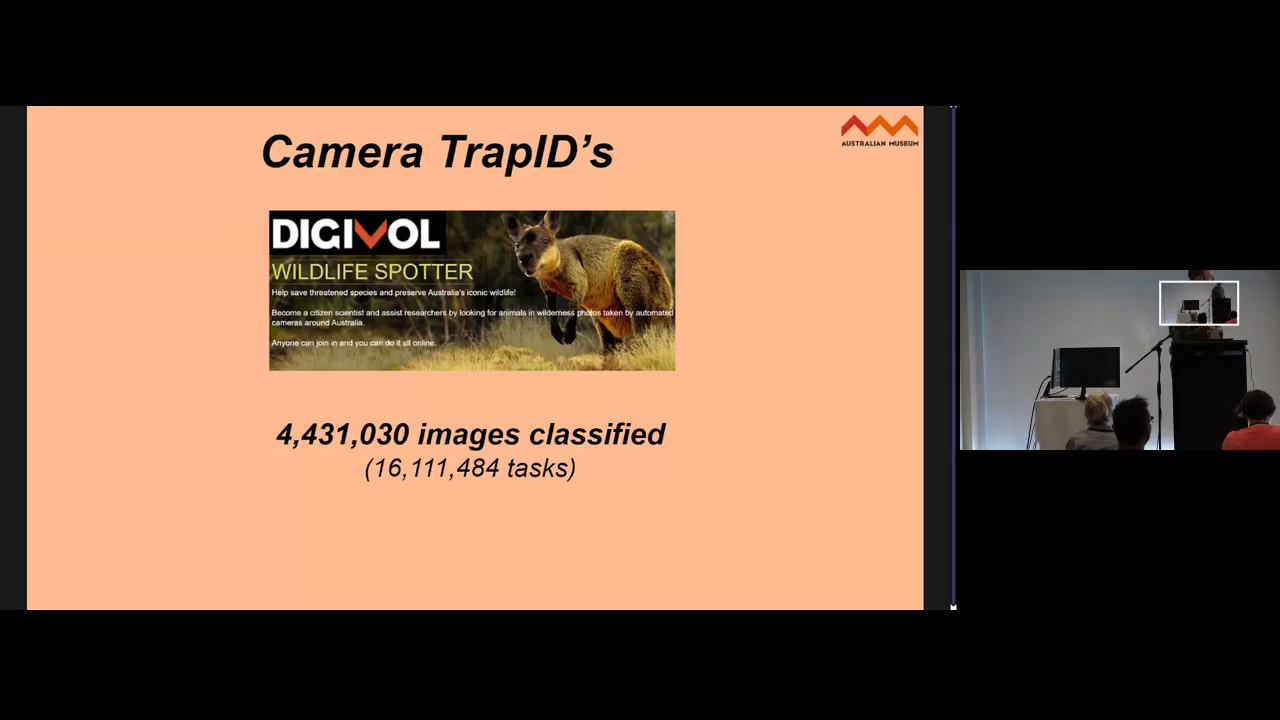 Camera TrapID's
AUSTRALIAN MUSEUM
DIGIVOL
WILDLIFE SPOTTER
Help save threatened species and preserve Australia's iconic wildlife!
Become a citizen scientist and assist researchers by looking for animals in wilderness photos taken by automated
cameras around Australia.
Anyone can join in and you can do it all online.
4,431,030 images classified
(16,111,484 tasks)